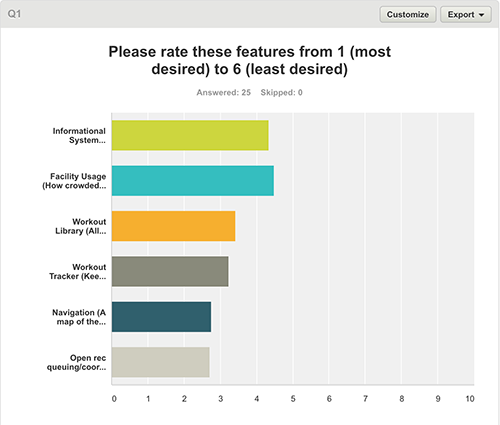 Q1
Customize
Export
Please rate these features from 1 (most
desired) to 6 (least desired)
Answered: 25 Skipped: 0
Informational
System...
Facility Usage
(How crowded...
Workout
Library (All...
Workout
Tracker (Kee...
Navigation (A
map of the...
Open rec
queuing/coor...
0 1 2 3 4 5 6 7 8 9 10